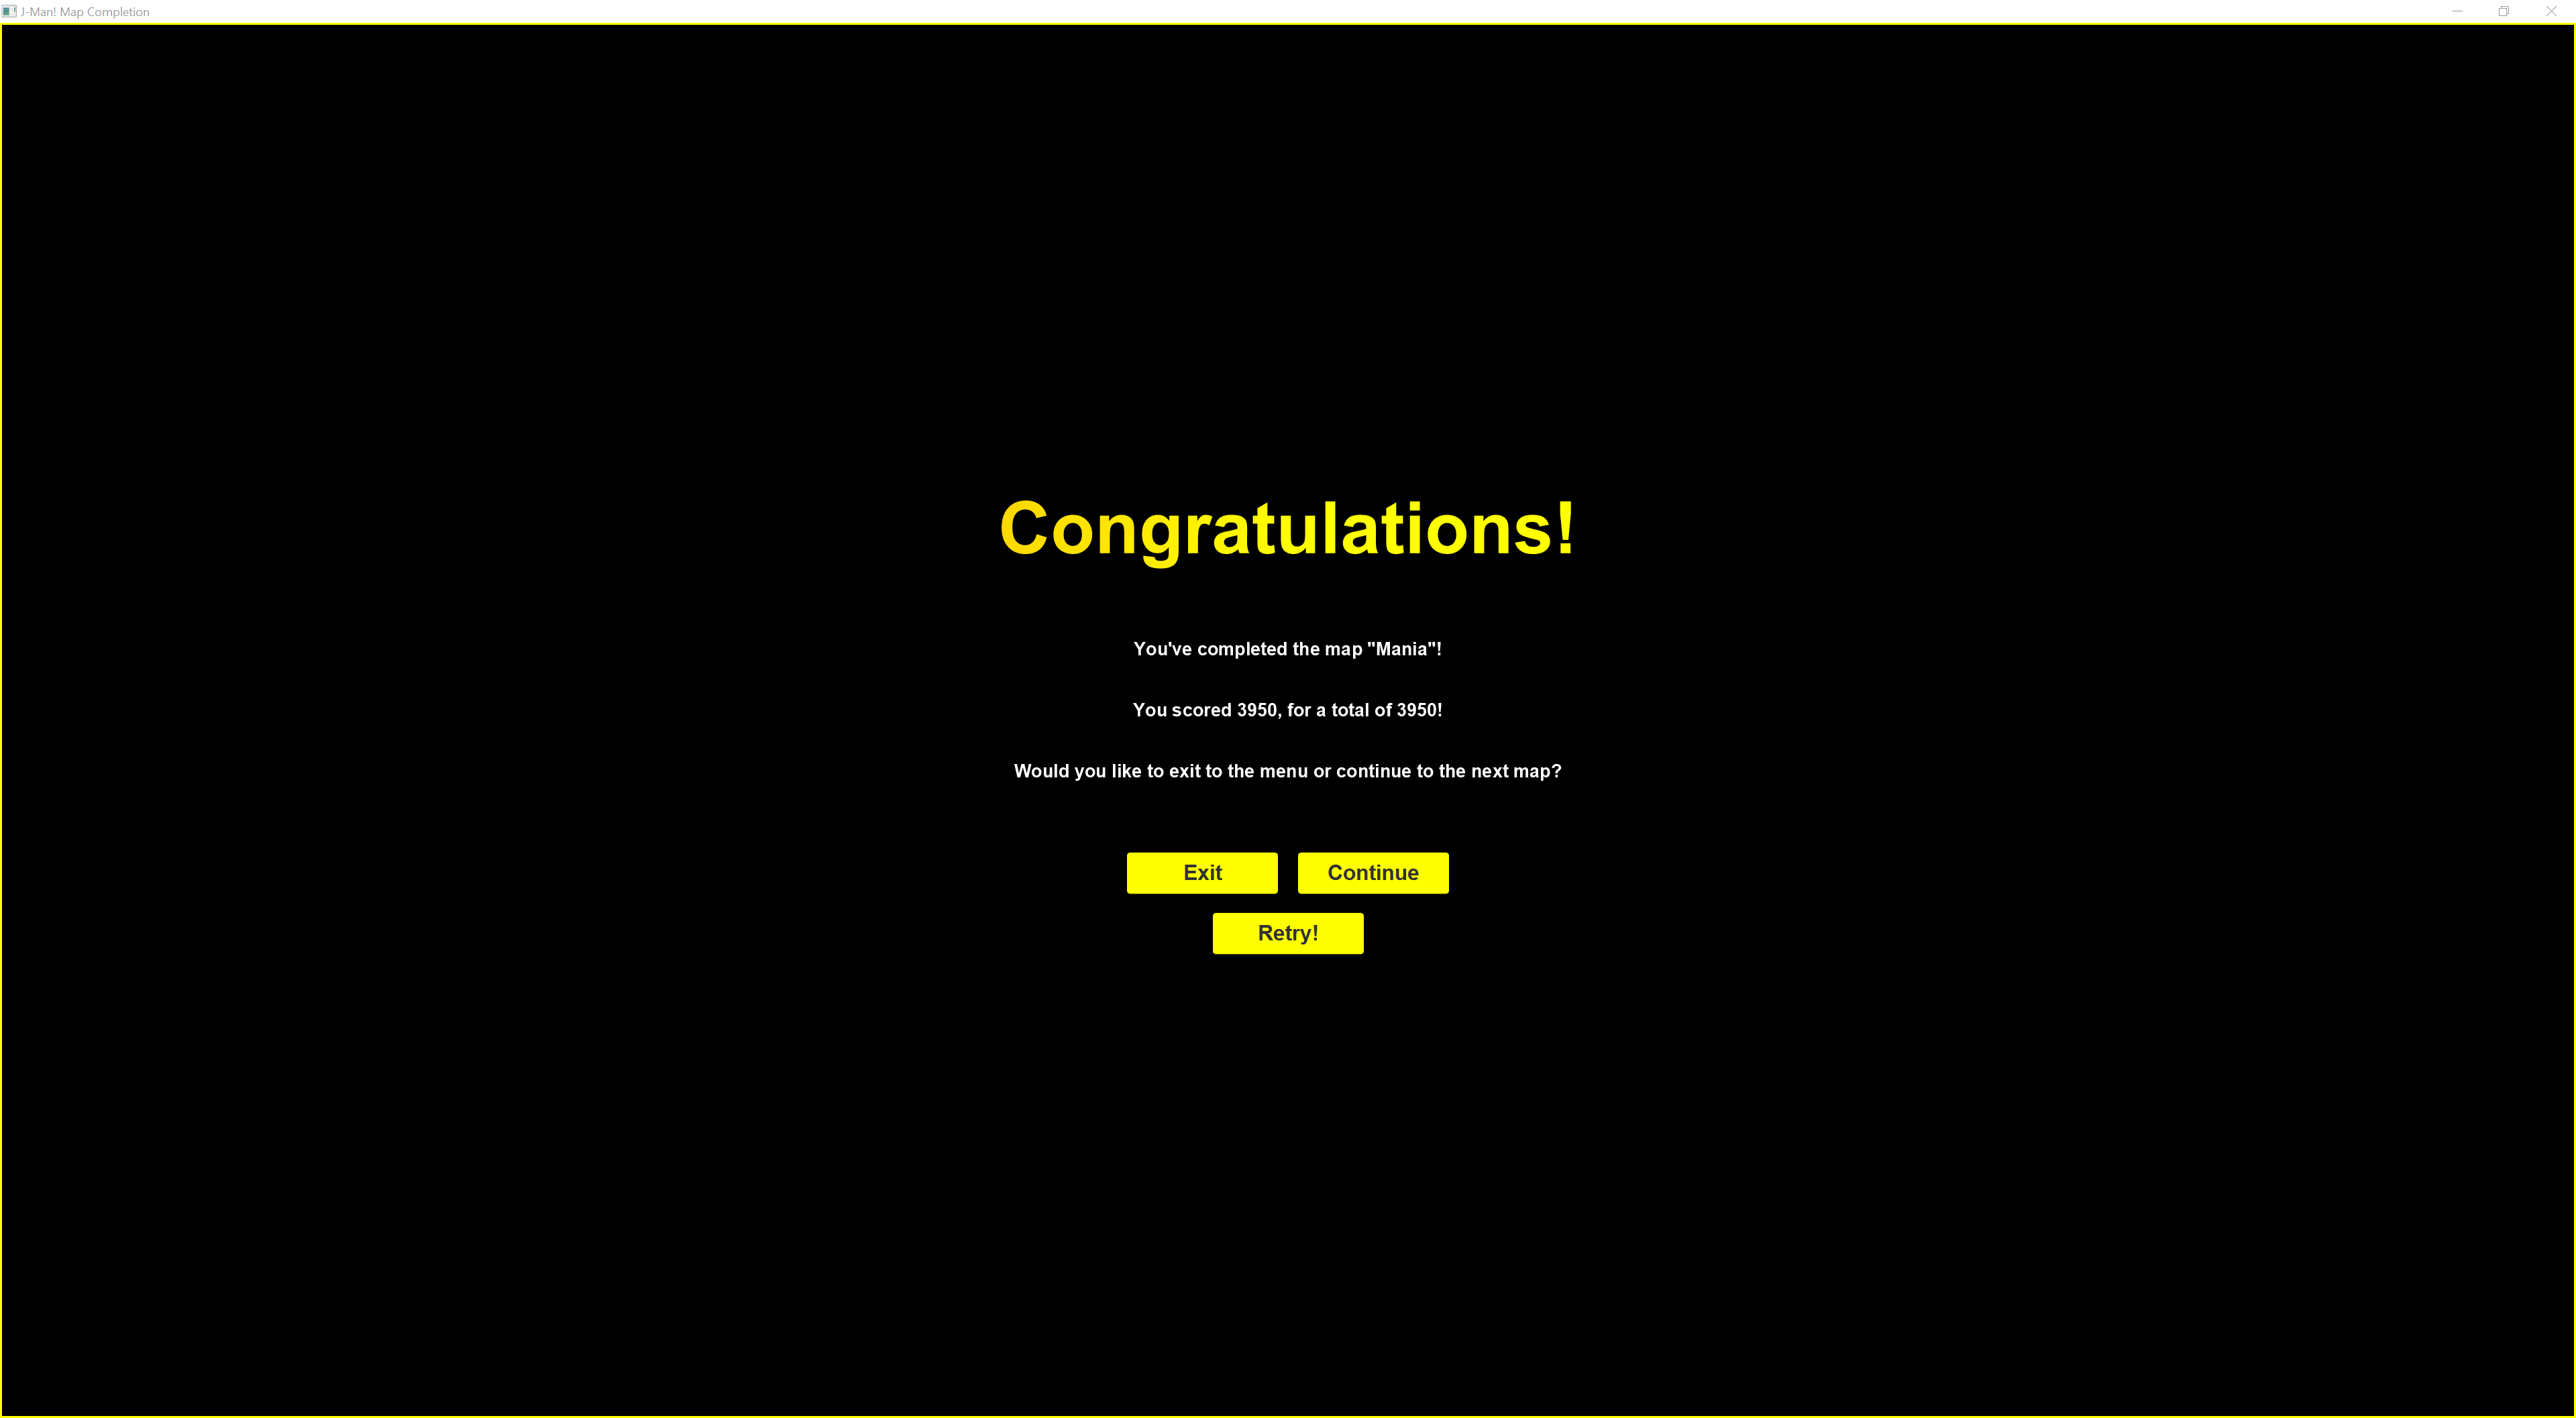 J-Man! Map Completion
Congratulations!
You've completed the map "Mania"!
You scored 3950, for a total of 3950!
Would you like to exit to the menu or continue to the next map?
Exit
Continue
Retry!